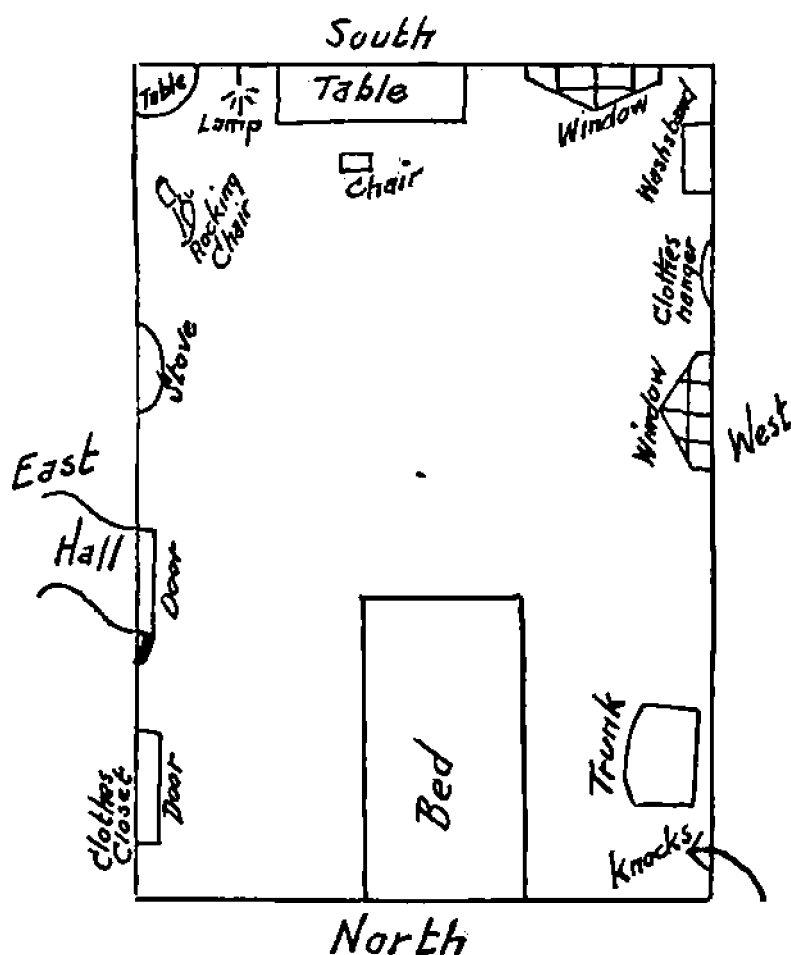 South
Table
Lamp
Table
Window
Washstand
Chair
Rocking
Chair
Clothes
hanger
Stove
Window
West
East
Hall
Door
Trunk
Clothes
Closet
Door
Bed
Knocks
North